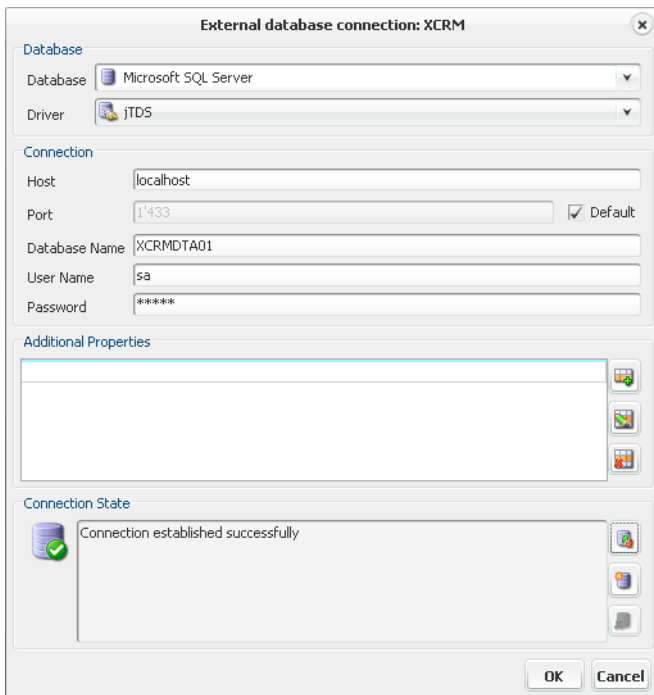 External database connection: XCRM
Database
Database Microsoft SQL Server
Driver jTDS
Connection
Host localhost
Port 1'433 Default
Database Name XCRMDTA01
User Name sa
Password *****
Additional Properties
Connection State
Connection established successfully
OK Cancel